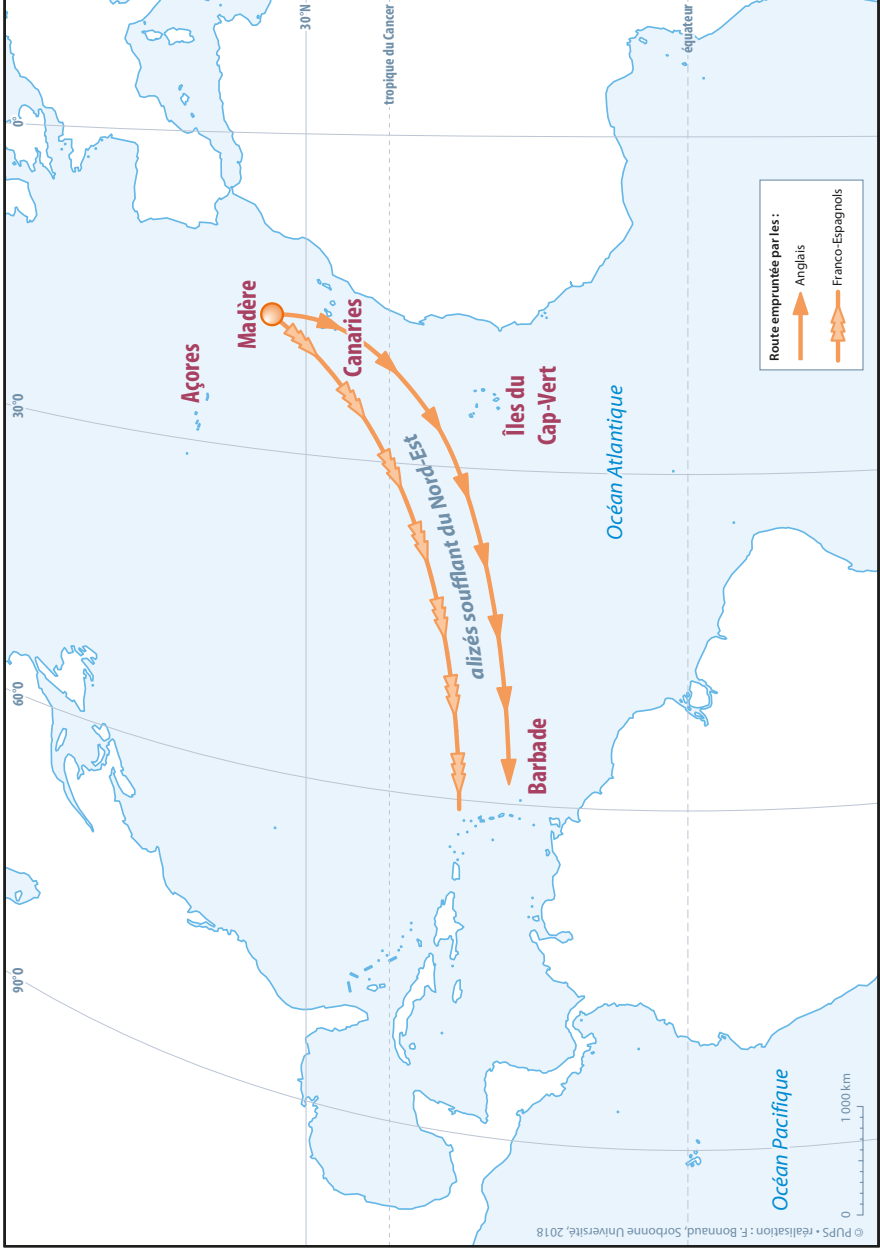 90°O
60°O
30°O
0°
30°N
tropique du Cancer
équateur
Açores
Madère
Canaries
alizés soufflant du Nord-Est
Îles du
Cap-Vert
Barbade
Océan Atlantique
Océan Pacifique
Route empruntée par les :
Anglais
Franco-Espagnols
0
1 000 km
© PUPS • réalisation : F. Bonnaud, Sorbonne Université, 2018